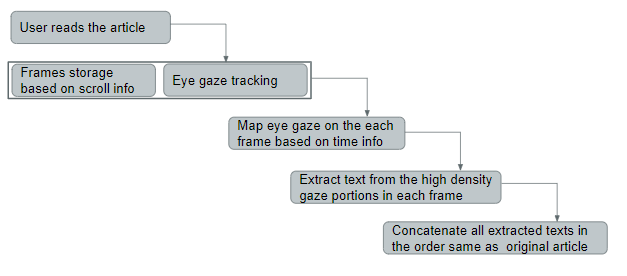 User reads the article
Frames storage
based on scroll info
Eye gaze tracking
Map eye gaze on the each
frame based on time info
Extract text from the high density
gaze portions in each frame
Concatenate all extracted texts in
the order same as original article